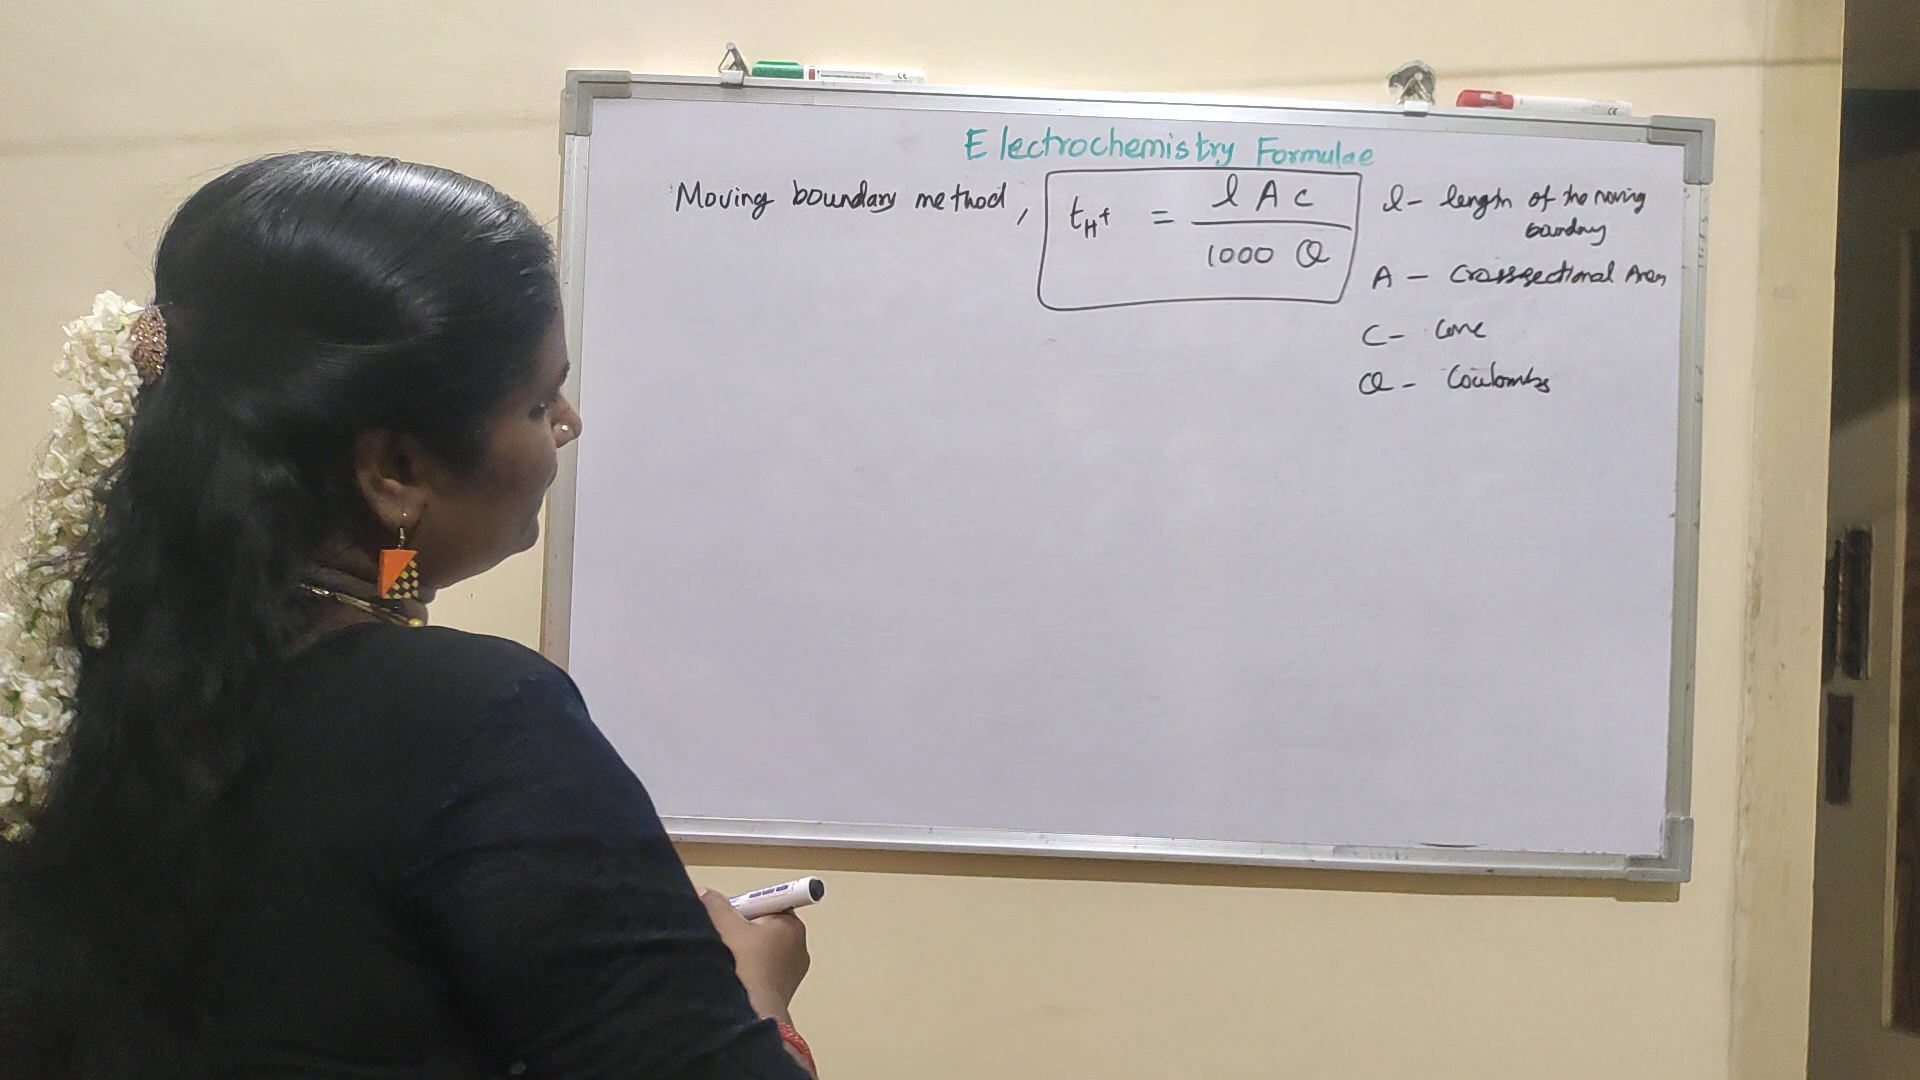 Electrochemistry Formulae
Moving boundary method, t_H+ = l A c / 1000 Q
l - length of the moving
boundary
A - Crosssectional Area
C - Conc
Q - Coulombs